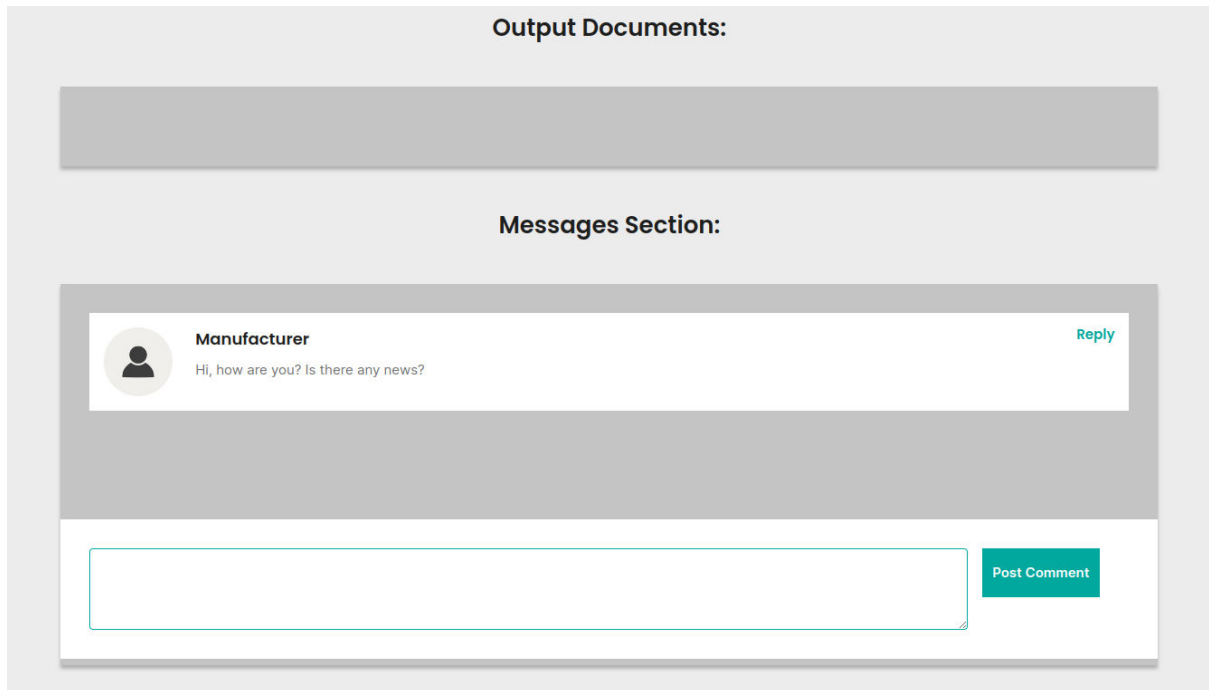 Output Documents:
Messages Section:
Manufacturer
Reply
Hi, how are you? Is there any news?
Post Comment